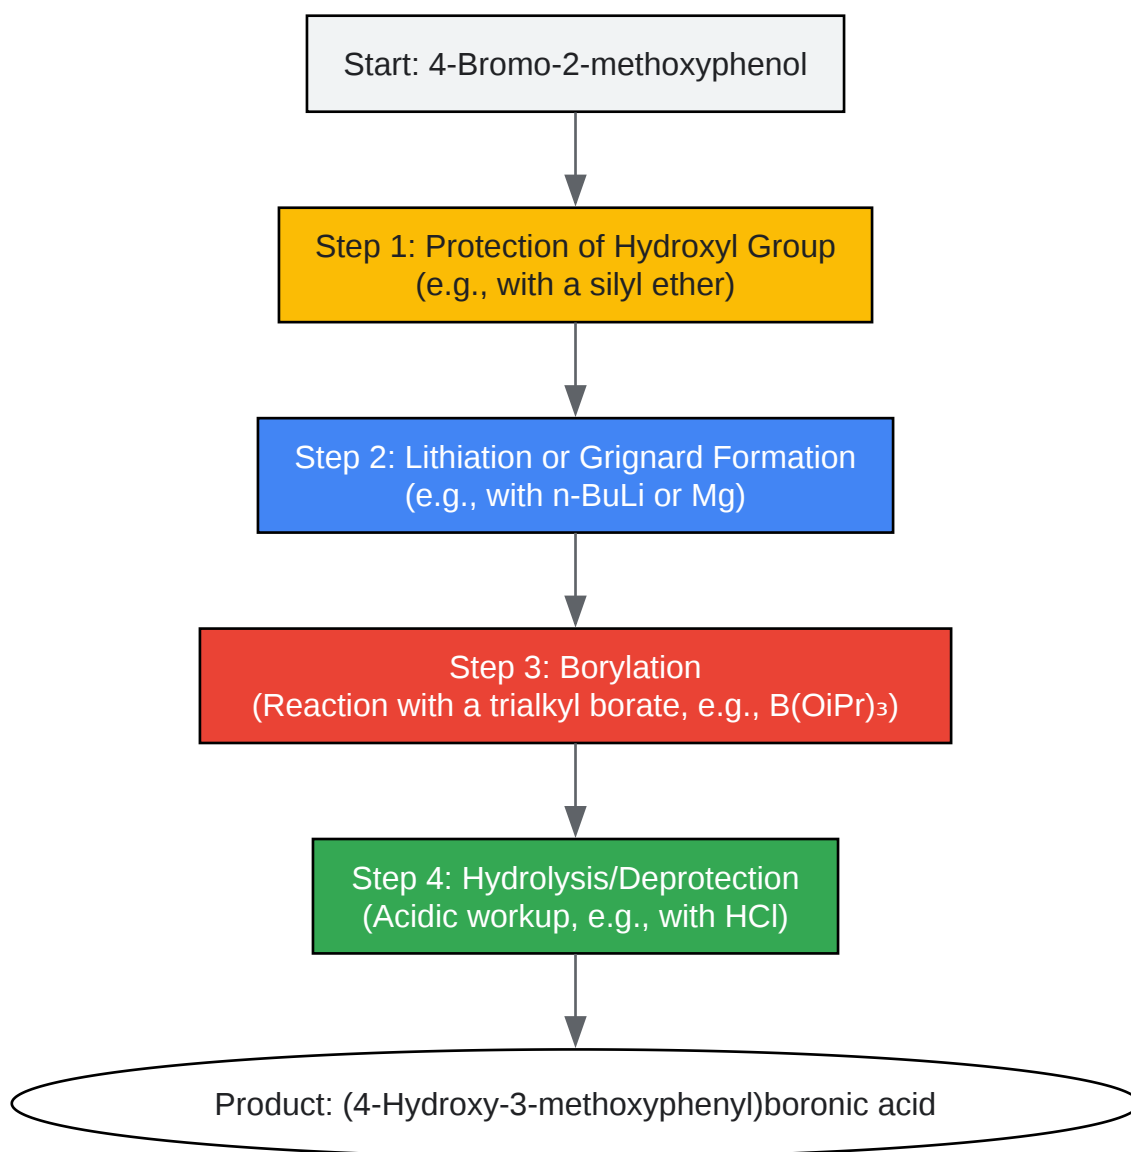 Start: 4-Bromo-2-methoxyphenol
Step 1: Protection of Hydroxyl Group
(e.g., with a silyl ether)
Step 2: Lithiation or Grignard Formation
(e.g., with n-BuLi or Mg)
Step 3: Borylation
(Reaction with a trialkyl borate, e.g., B(OiPr)₃)
Step 4: Hydrolysis/Deprotection
(Acidic workup, e.g., with HCl)
Product: (4-Hydroxy-3-methoxyphenyl)boronic acid